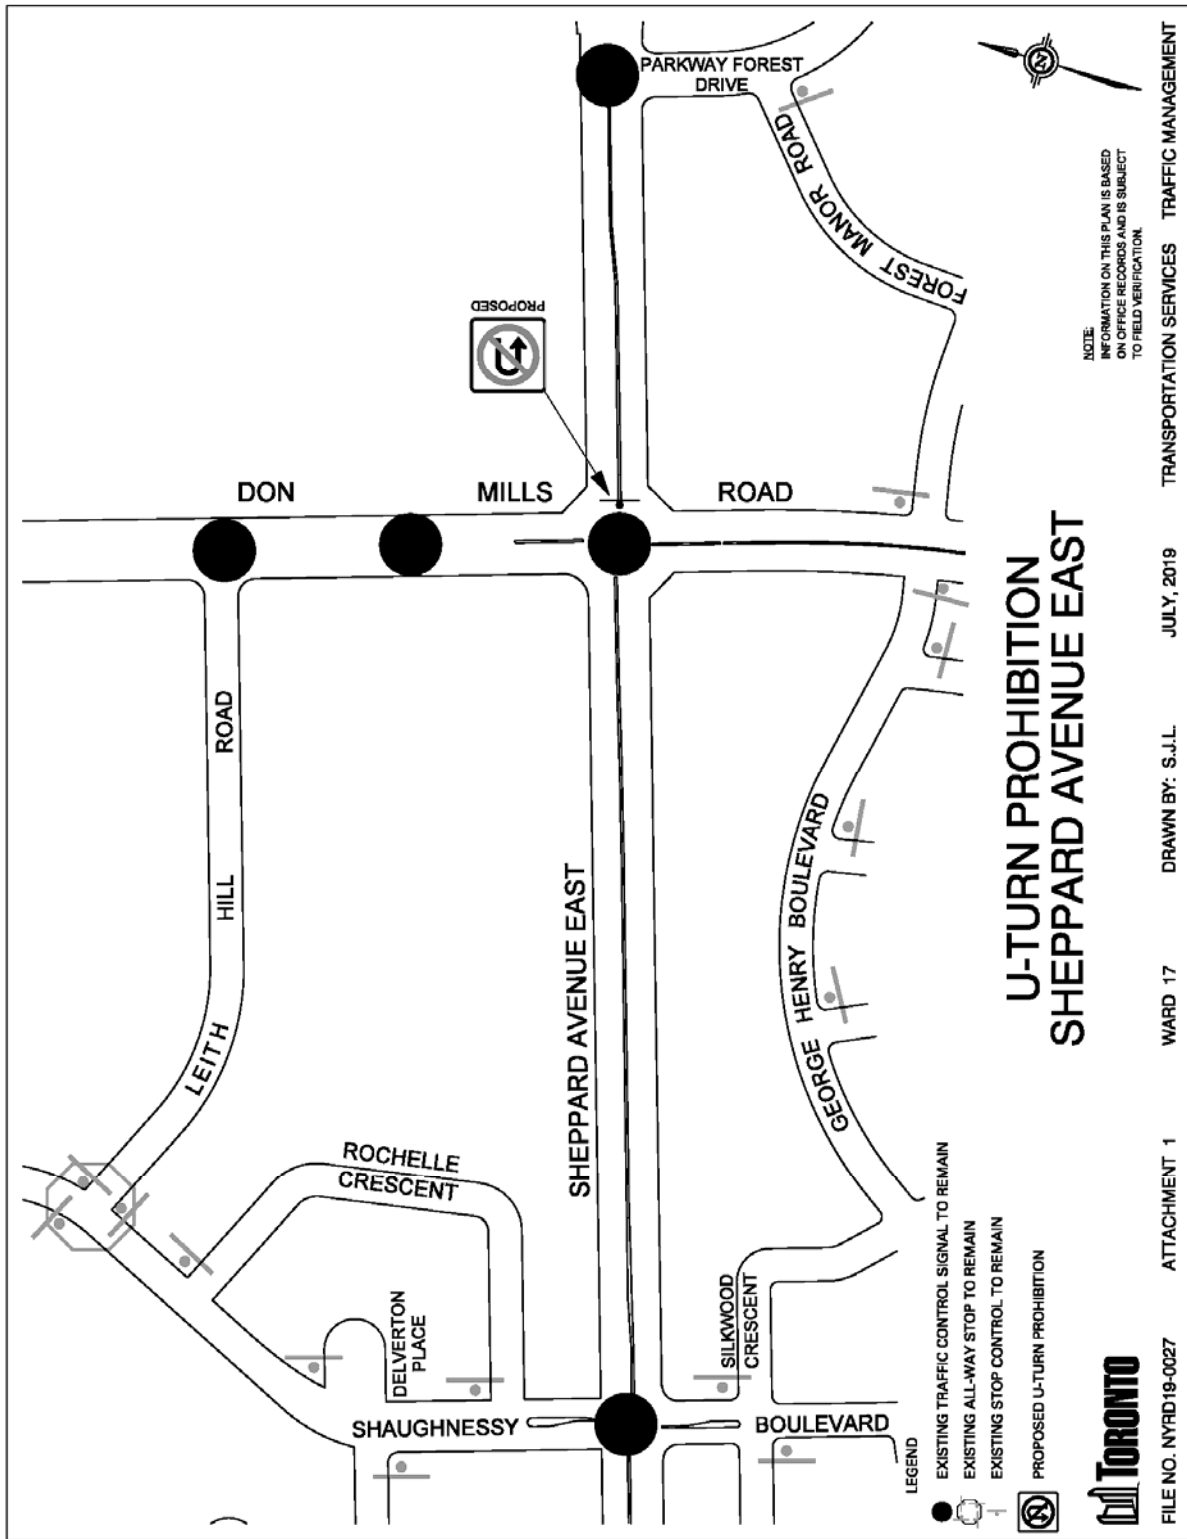 PARKWAY FOREST
DRIVE
FOREST MANOR ROAD
N
PROPOSED
DON MILLS ROAD
LEITH HILL ROAD
SHEPPARD AVENUE EAST
GEORGE HENRY BOULEVARD
ROCHELLE
CRESCENT
DELVERTON
PLACE
SILKWOOD
CRESCENT
SHAUGHNESSY BOULEVARD
NOTE:
INFORMATION ON THIS PLAN IS BASED
ON OFFICE RECORDS AND IS SUBJECT
TO FIELD VERIFICATION.
LEGEND
EXISTING TRAFFIC CONTROL SIGNAL TO REMAIN
EXISTING ALL-WAY STOP TO REMAIN
EXISTING STOP CONTROL TO REMAIN
PROPOSED U-TURN PROHIBITION
U-TURN PROHIBITION
SHEPPARD AVENUE EAST
TORONTO
TRANSPORTATION SERVICES TRAFFIC MANAGEMENT
FILE NO. NYRD19-0027 ATTACHMENT 1 WARD 17 DRAWN BY: S.J.L. JULY, 2019